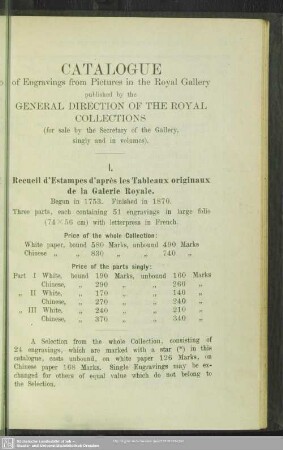 CATALOGUE
of Engravings from Pictures in the Royal Gallery
published by the
GENERAL DIRECTION OF THE ROYAL
COLLECTIONS
(for sale by the Secretary of the Gallery,
singly and in volumes).
I.
Recueil d'Estampes d'après les Tableaux originaux
de la Galerie Royale.
Begun in 1753. Finished in 1870.
Three parts, each containing 51 engravings in large folio
(74×56 cm) with letterpress in French.
Price of the whole Collection:
White paper, bound 580 Marks, unbound 490 Marks
Chinese „ „ 830 „ „ 740 „
Price of the parts singly:
Part I White, bound 190 Marks, unbound 160 Marks
Chinese, „ 290 „ „ 260 „
„ II White, „ 170 „ „ 140 „
Chinese, „ 270 „ „ 240 „
„ III White, „ 240 „ „ 210 „
Chinese, „ 370 „ „ 340 „
A Selection from the whole Collection, consisting of
24 engravings, which are marked with a star (*) in this
catalogue, costs unbound, on white paper 126 Marks, on
Chinese paper 168 Marks. Single Engravings may be ex-
changed for others of equal value which do not belong to
the Selection.